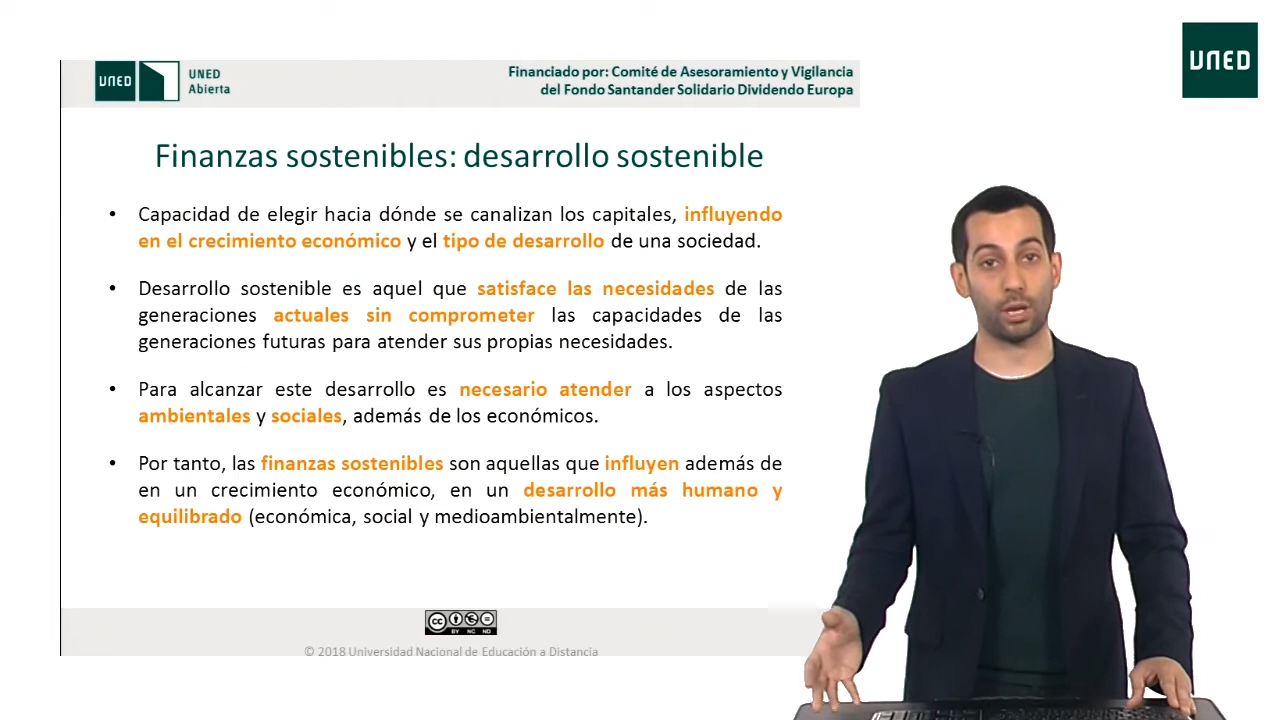 UNED
UNED
Abierta
Financiado por: Comité de Asesoramiento y Vigilancia
del Fondo Santander Solidario Dividendo Europa
UNED
Finanzas sostenibles: desarrollo sostenible
• Capacidad de elegir hacia dónde se canalizan los capitales, influyendo
en el crecimiento económico y el tipo de desarrollo de una sociedad.
• Desarrollo sostenible es aquel que satisface las necesidades de las
generaciones actuales sin comprometer las capacidades de las
generaciones futuras para atender sus propias necesidades.
• Para alcanzar este desarrollo es necesario atender a los aspectos
ambientales y sociales, además de los económicos.
• Por tanto, las finanzas sostenibles son aquellas que influyen además de
en un crecimiento económico, en un desarrollo más humano y
equilibrado (económica, social y medioambientalmente).
cc
BY NC ND
© 2018 Universidad Nacional de Educación a Distancia